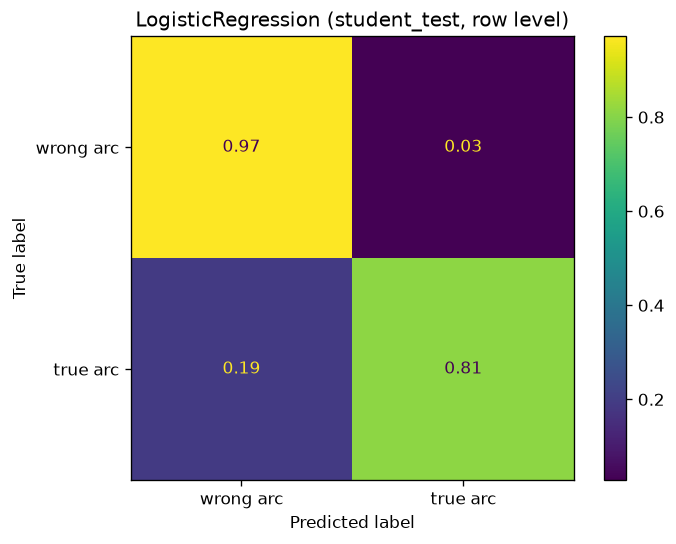 LogisticRegression (student_test, row level)
True label
wrong arc
0.97
0.03
true arc
0.19
0.81
wrong arc
true arc
Predicted label
0.8
0.6
0.4
0.2